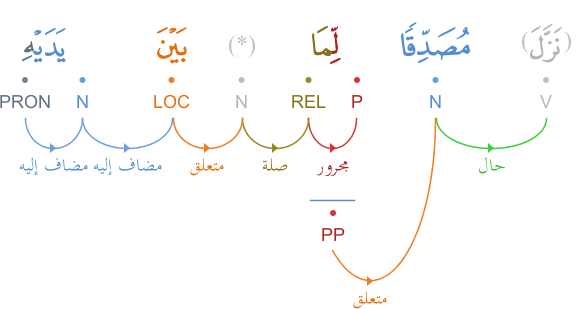 (نَزَّلَ) مُصَدِّقًا لِّمَا (*) بَيْنَ يَدَيْهِ
V N P REL N LOC N PRON
حال مجرور صلة متعلق مضاف إليه مضاف إليه
PP
متعلق